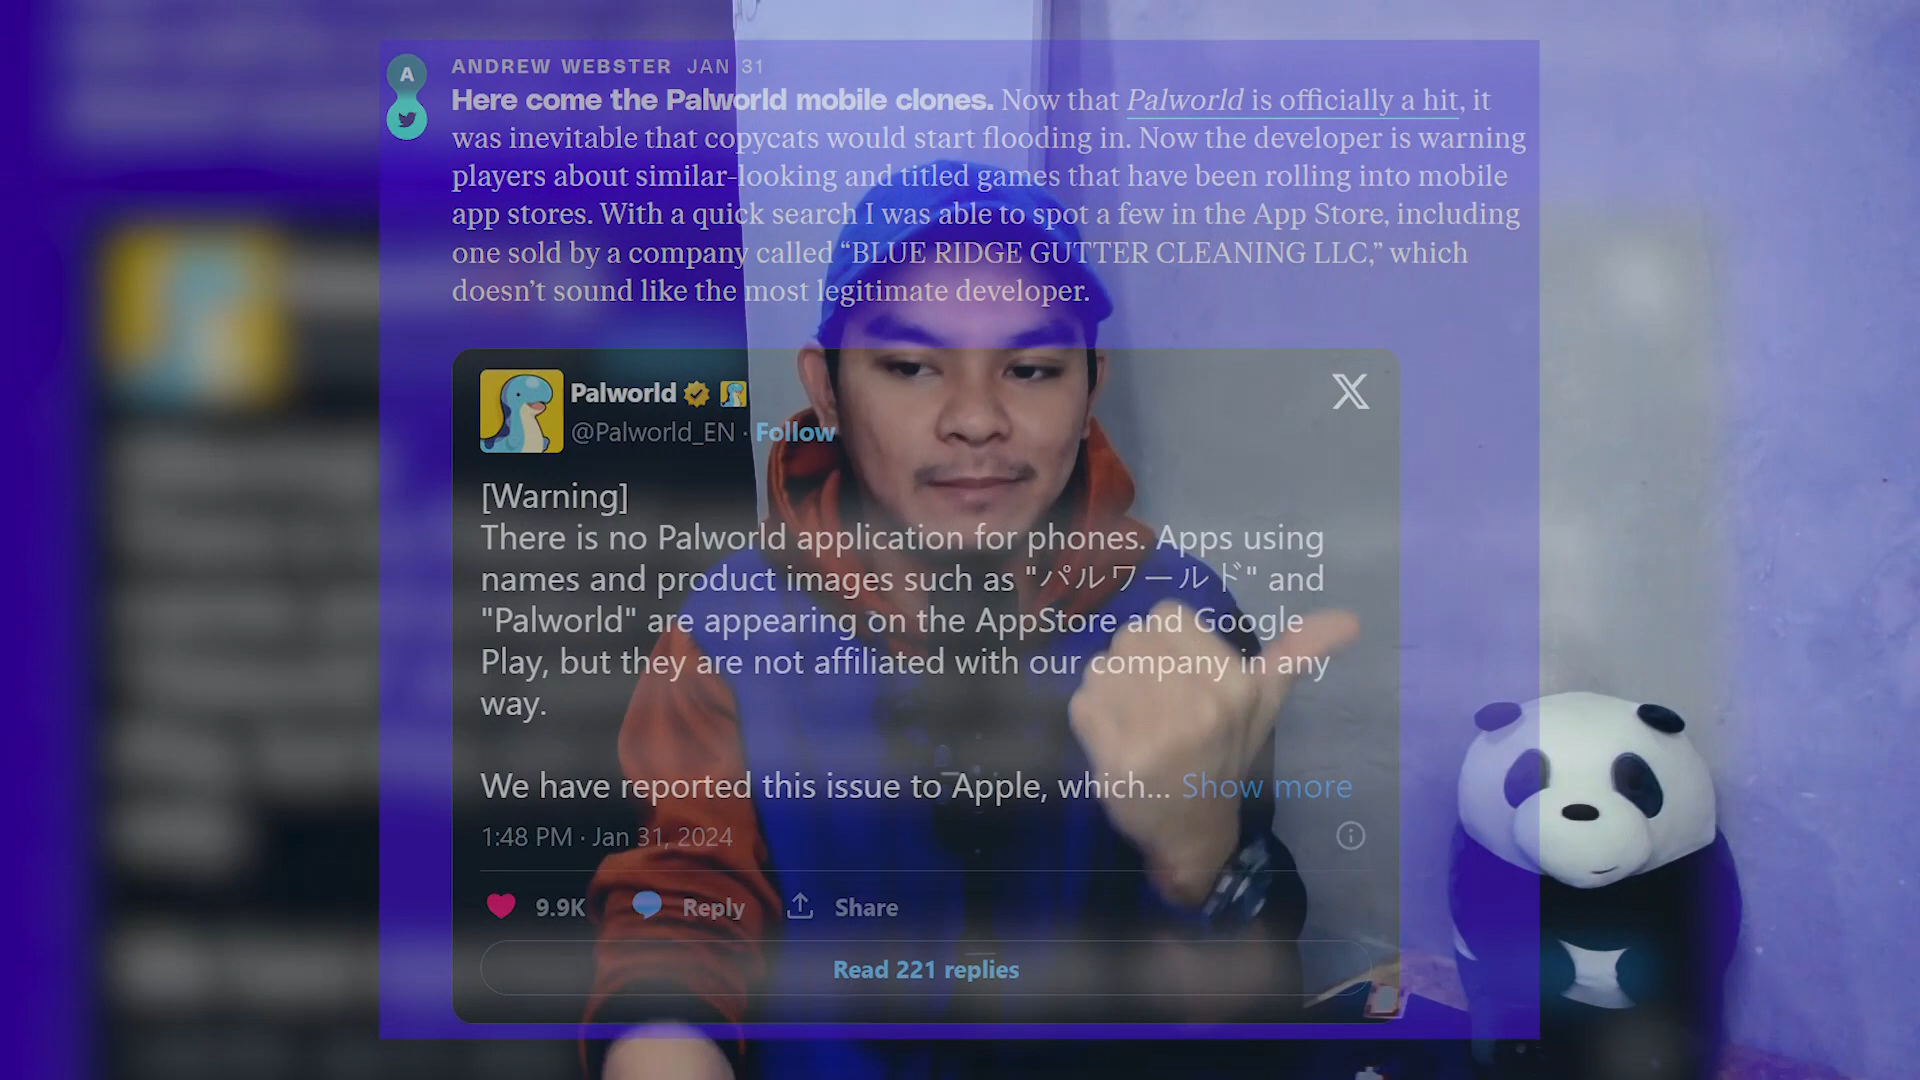 A
ANDREW WEBSTER JAN 31
Here come the Palworld mobile clones. Now that Palworld is officially a hit, it
was inevitable that copycats would start flooding in. Now the developer is warning
players about similar-looking and titled games that have been rolling into mobile
app stores. With a quick search I was able to spot a few in the App Store, including
one sold by a company called “BLUE RIDGE GUTTER CLEANING LLC,” which
doesn’t sound like the most legitimate developer.
Palworld
@Palworld_EN · Follow
[Warning]
There is no Palworld application for phones. Apps using
names and product images such as "パルワールド" and
"Palworld" are appearing on the AppStore and Google
Play, but they are not affiliated with our company in any
way.
We have reported this issue to Apple, which... Show more
1:48 PM · Jan 31, 2024
9.9K Reply Share
Read 221 replies